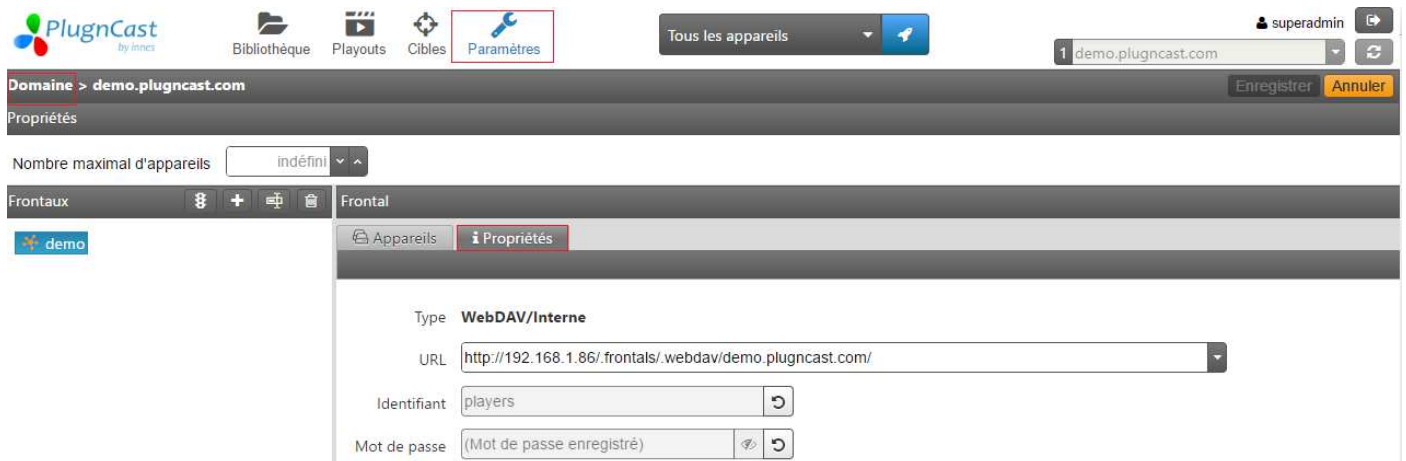 PlugnCast
by innes
Bibliothèque
Playouts
Cibles
Paramètres
Tous les appareils
superadmin
1 demo.plugncast.com
Domaine > demo.plugncast.com
Enregistrer
Annuler
Propriétés
Nombre maximal d'appareils
indéfini
Frontaux
Frontal
demo
Appareils
Propriétés
Type WebDAV/Interne
URL http://192.168.1.86/.frontals/.webdav/demo.plugncast.com/
Identifiant players
Mot de passe (Mot de passe enregistré)